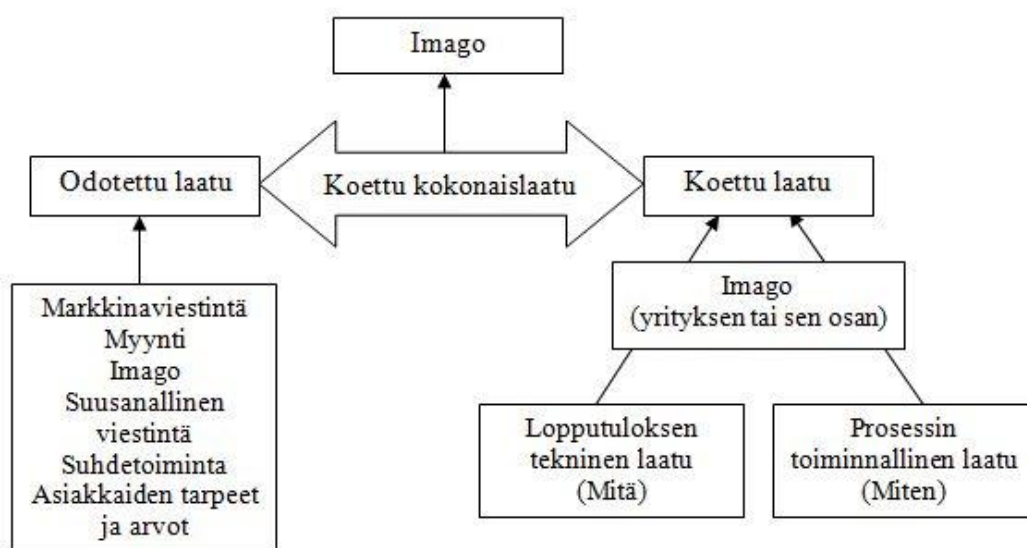 Imago
Odotettu laatu
Koettu kokonaislaatu
Koettu laatu
Markkinaviestintä
Myynti
Imago
Suusanallinen
viestintä
Suhdetoiminta
Asiakkaiden tarpeet
ja arvot
Imago
(yrityksen tai sen osan)
Lopputuloksen
tekninen laatu
(Mitä)
Prosessin
toiminnallinen laatu
(Miten)